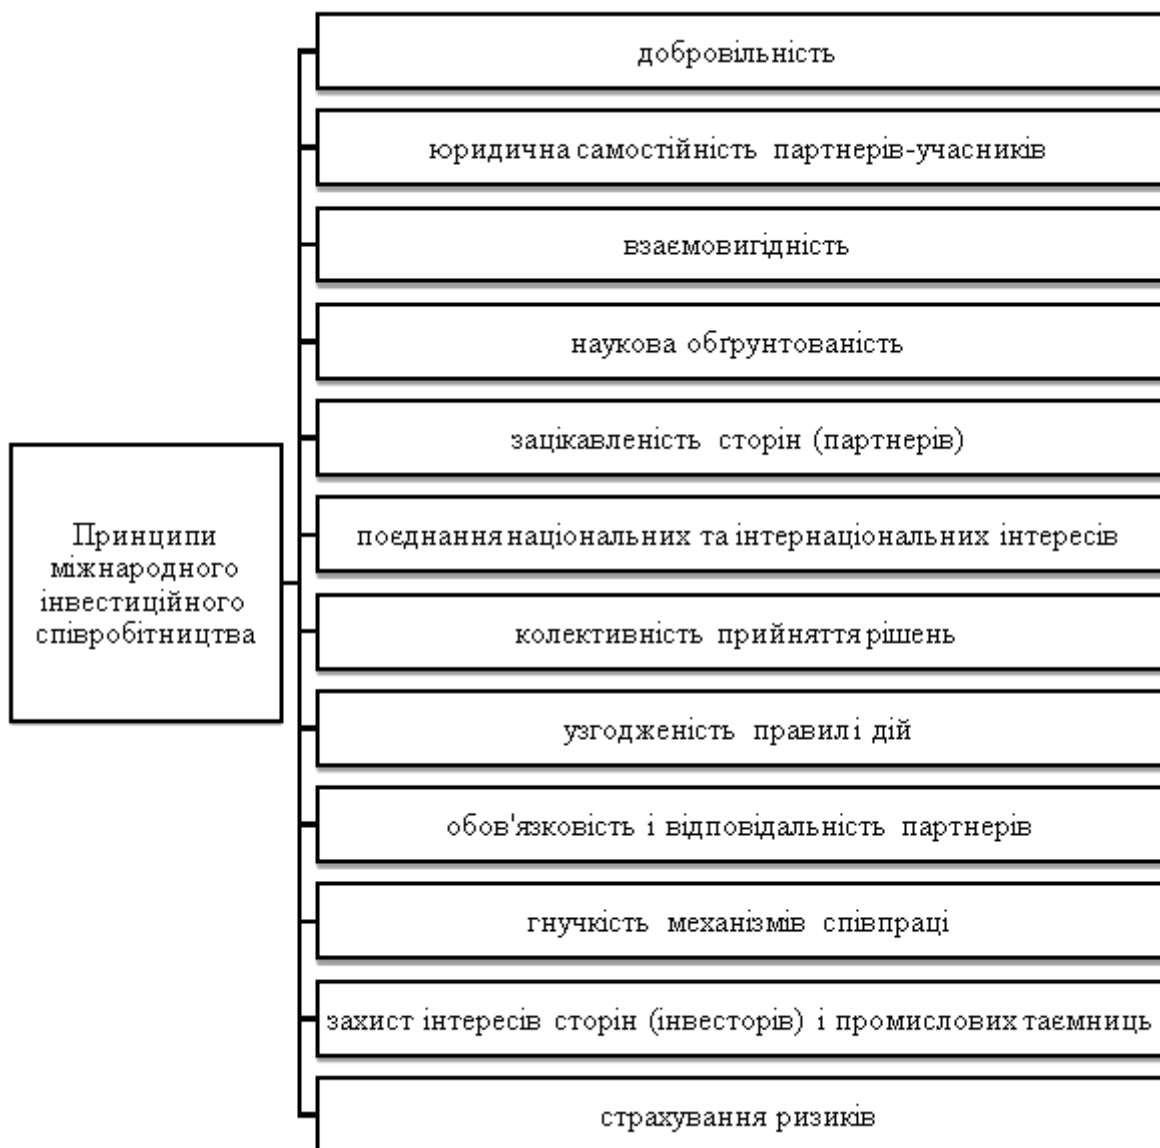 Принципи
міжнародного
інвестиційного
співробітництва
добровільність
юридична самостійність партнерів-учасників
взаємовигідність
наукова обґрунтованість
зацікавленість сторін (партнерів)
поєднання національних та інтернаціональних інтересів
колективність прийняття рішень
узгодженість правил і дій
обов'язковість і відповідальність партнерів
гнучкість механізмів співпраці
захист інтересів сторін (інвесторів) і промислових таємниць
страхування ризиків